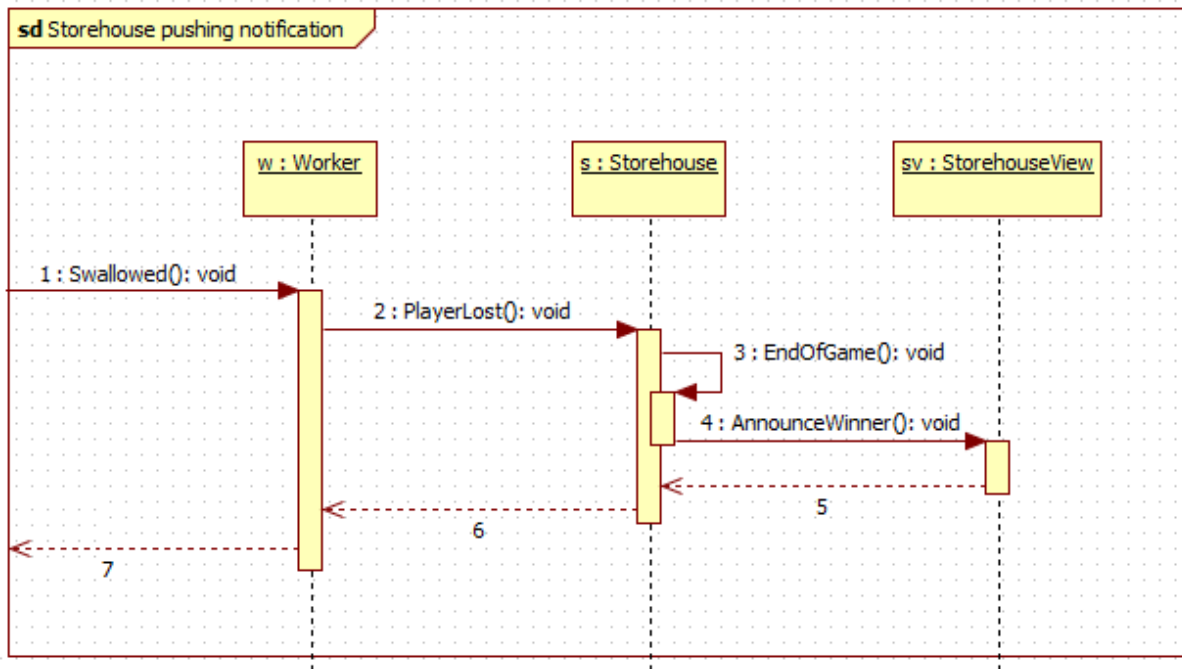 sd Storehouse pushing notification
w : Worker
s : Storehouse
sv : StorehouseView
1 : Swallowed(): void
2 : PlayerLost(): void
3 : EndOfGame(): void
4 : AnnounceWinner(): void
5
6
7